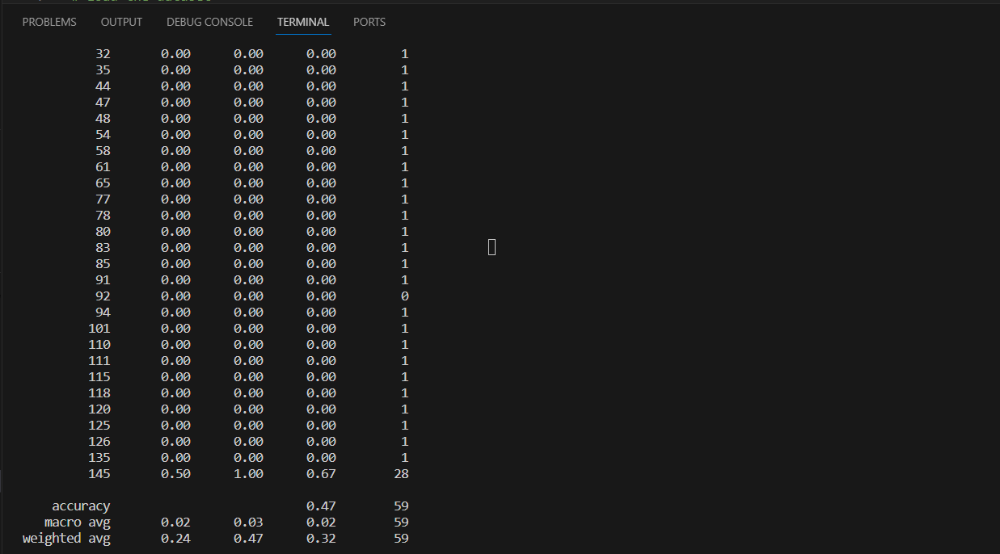 PROBLEMS OUTPUT DEBUG CONSOLE TERMINAL PORTS
32 0.00 0.00 0.00 1
35 0.00 0.00 0.00 1
44 0.00 0.00 0.00 1
47 0.00 0.00 0.00 1
48 0.00 0.00 0.00 1
54 0.00 0.00 0.00 1
58 0.00 0.00 0.00 1
61 0.00 0.00 0.00 1
65 0.00 0.00 0.00 1
77 0.00 0.00 0.00 1
78 0.00 0.00 0.00 1
80 0.00 0.00 0.00 1
83 0.00 0.00 0.00 1
85 0.00 0.00 0.00 1
91 0.00 0.00 0.00 1
92 0.00 0.00 0.00 0
94 0.00 0.00 0.00 1
101 0.00 0.00 0.00 1
110 0.00 0.00 0.00 1
111 0.00 0.00 0.00 1
115 0.00 0.00 0.00 1
118 0.00 0.00 0.00 1
120 0.00 0.00 0.00 1
125 0.00 0.00 0.00 1
126 0.00 0.00 0.00 1
135 0.00 0.00 0.00 1
145 0.50 1.00 0.67 28
accuracy 0.47 59
macro avg 0.02 0.03 0.02 59
weighted avg 0.24 0.47 0.32 59